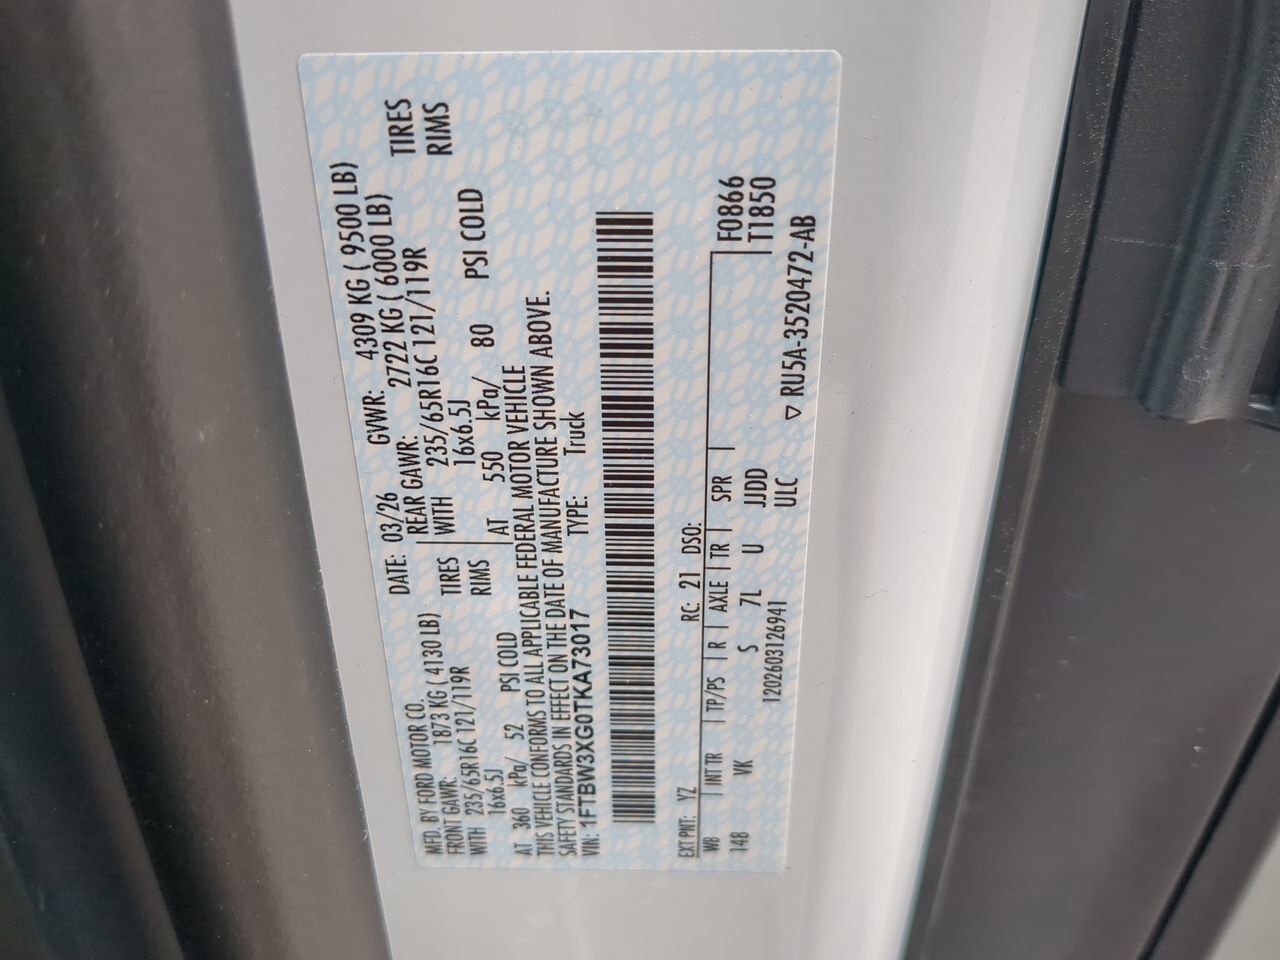 MFD. BY FORD MOTOR CO.
DATE: 03/26 GVWR: 4309 KG ( 9500 LB)
FRONT GAWR: 1873 KG ( 4130 LB)
REAR GAWR: 2722 KG ( 6000 LB)
WITH 235/65R16C 121/119R TIRES
WITH 235/65R16C 121/119R TIRES
16x6.5J RIMS
16x6.5J RIMS
AT 360 kPa/ 52 PSI COLD
AT 550 kPa/ 80 PSI COLD
THIS VEHICLE CONFORMS TO ALL APPLICABLE FEDERAL MOTOR VEHICLE
SAFETY STANDARDS IN EFFECT ON THE DATE OF MANUFACTURE SHOWN ABOVE.
VIN: 1FTBW3XG0TKA73017 TYPE: Truck
EXT PNT: YZ RC: 21 DSO:
WB | INT TR | TP/PS | R | AXLE | TR | SPR | F0866
148 VK S 7L U JJDD T1850
1202603126941 ULC ▽ RU5A-3520472-AB